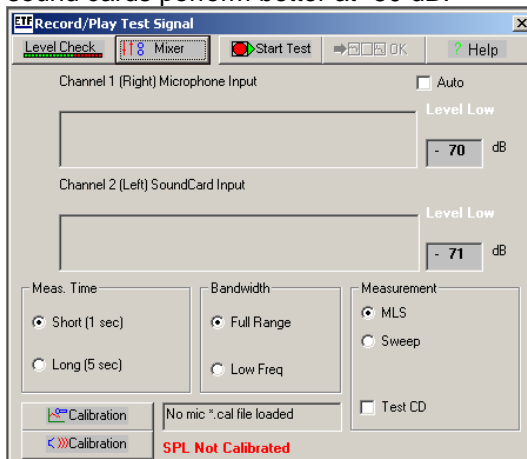 ETF Record/Play Test Signal
Level Check Mixer Start Test OK ? Help
Channel 1 (Right) Microphone Input Auto
Level Low
- 70 dB
Channel 2 (Left) SoundCard Input
Level Low
- 71 dB
Meas. Time Bandwidth Measurement
Short (1 sec) Full Range MLS
Sweep
Long (5 sec) Low Freq
Test CD
Calibration No mic *.cal file loaded
Calibration SPL Not Calibrated